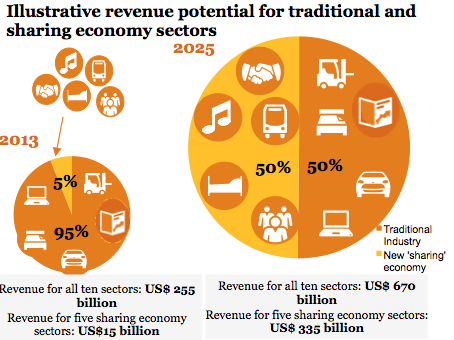 Illustrative revenue potential for traditional and
sharing economy sectors
2025
2013
5%
95%
50%
50%
Traditional
Industry
New 'sharing'
economy
Revenue for all ten sectors: US$ 255
billion
Revenue for five sharing economy
sectors: US$15 billion
Revenue for all ten sectors: US$ 670
billion
Revenue for five sharing economy sectors:
US$ 335 billion